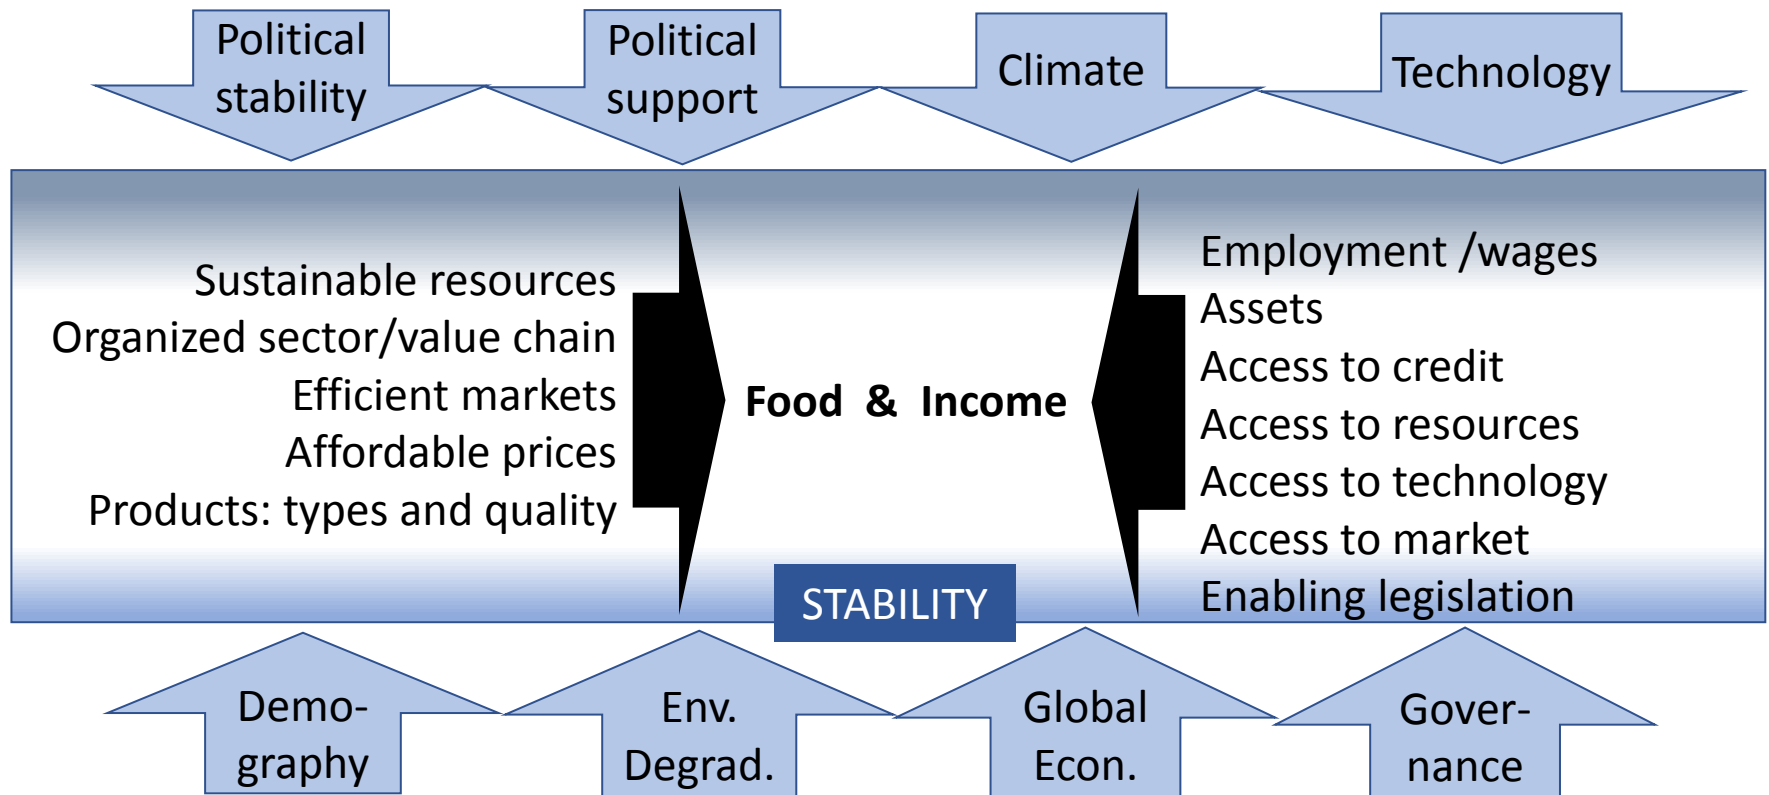 Political
stability
Political
support
Climate
Technology
Sustainable resources
Organized sector/value chain
Efficient markets
Affordable prices
Products: types and quality
Food & Income
Employment /wages
Assets
Access to credit
Access to resources
Access to technology
Access to market
Enabling legislation
STABILITY
Demo-
graphy
Env.
Degrad.
Global
Econ.
Gover-
nance